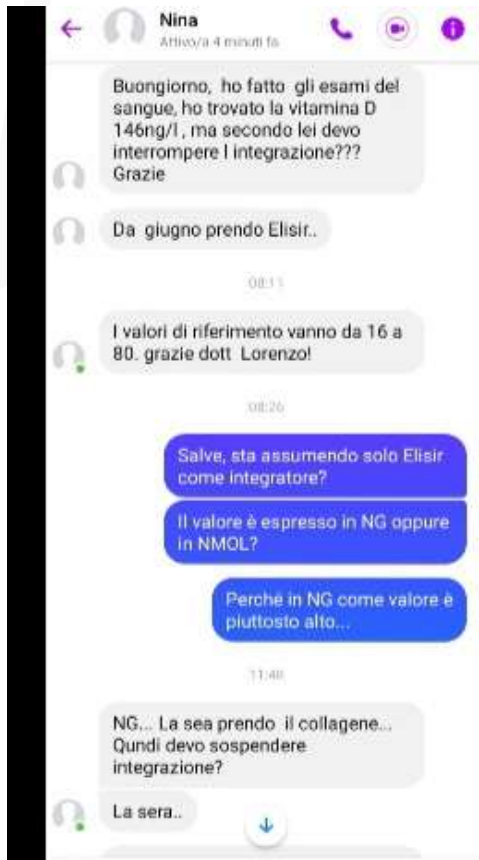 Nina
Attivo/a 4 minuti fa
Buongiorno, ho fatto gli esami del
sangue, ho trovato la vitamina D
146ng/l , ma secondo lei devo
interrompere l integrazione???
Grazie
Da giugno prendo Elisir..
08:11
I valori di riferimento vanno da 16 a
80. grazie dott Lorenzo!
08:26
Salve, sta assumendo solo Elisir
come integratore?
Il valore è espresso in NG oppure
in NMOL?
Perché in NG come valore è
piuttosto alto...
11:48
NG... La sea prendo il collagene...
Qundi devo sospendere
integrazione?
La sera..